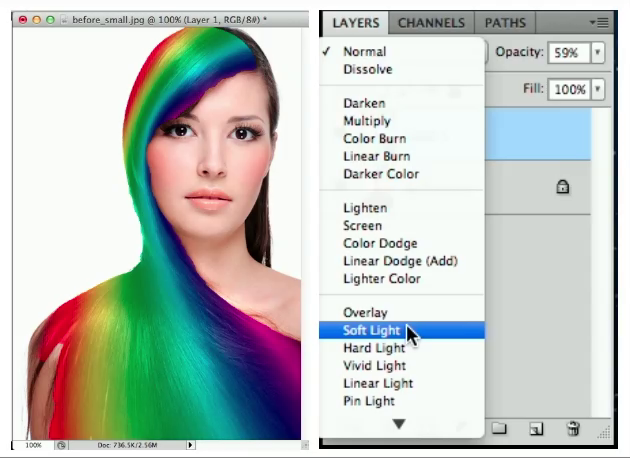 before_small.jpg @ 100% (Layer 1, RGB/8#) *
100%
Doc: 736.5K/2.56M
LAYERS CHANNELS PATHS
✓ Normal
Opacity: 59%
Dissolve
Fill: 100%
Darken
Multiply
Color Burn
Linear Burn
Darker Color
Lighten
Screen
Color Dodge
Linear Dodge (Add)
Lighter Color
Overlay
Soft Light
Hard Light
Vivid Light
Linear Light
Pin Light